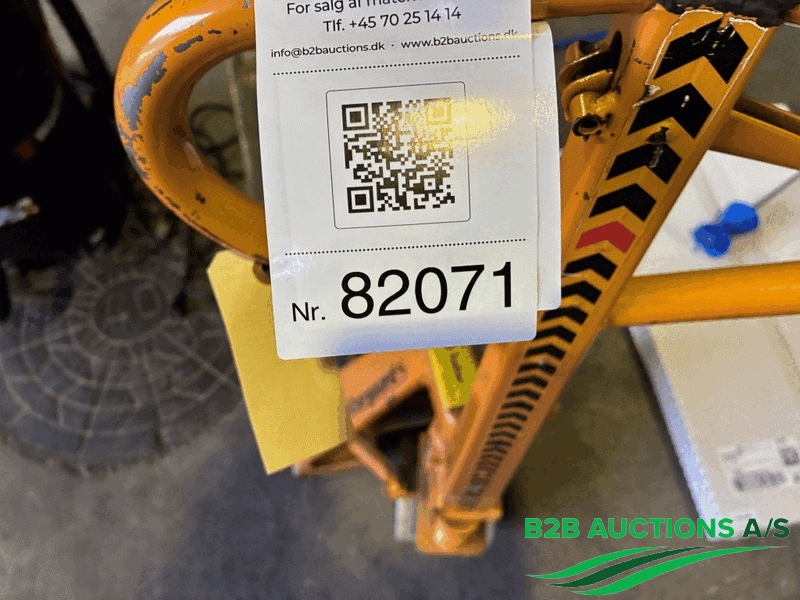 For salg af
Tlf. +45 70 25 14 14
info@b2bauctions.dk · www.b2bauctions.dk
Nr. 82071
B2B AUCTIONS A/S